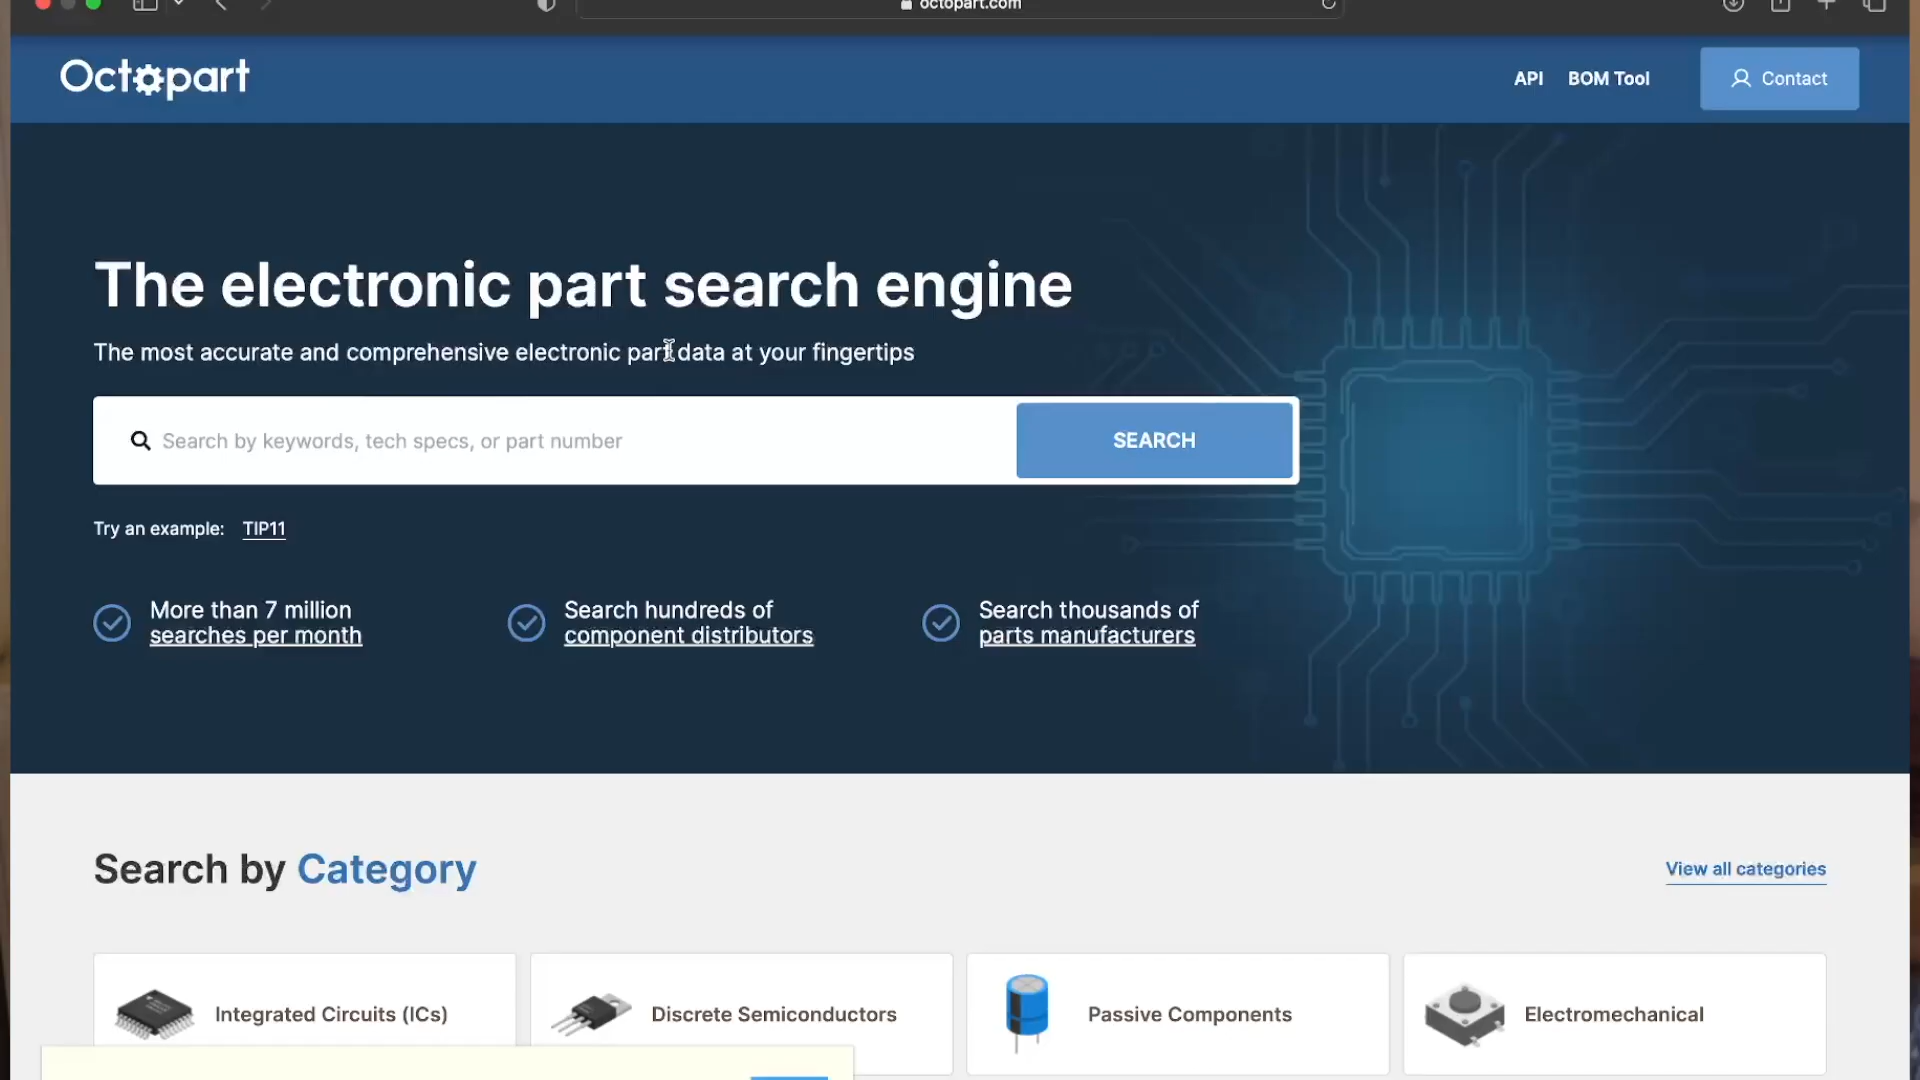 octopart.com
Octopart
API BOM Tool Contact
The electronic part search engine
The most accurate and comprehensive electronic part data at your fingertips
Search by keywords, tech specs, or part number
SEARCH
Try an example: TIP11
More than 7 million
searches per month
Search hundreds of
component distributors
Search thousands of
parts manufacturers
Search by Category
View all categories
Integrated Circuits (ICs)
Discrete Semiconductors
Passive Components
Electromechanical